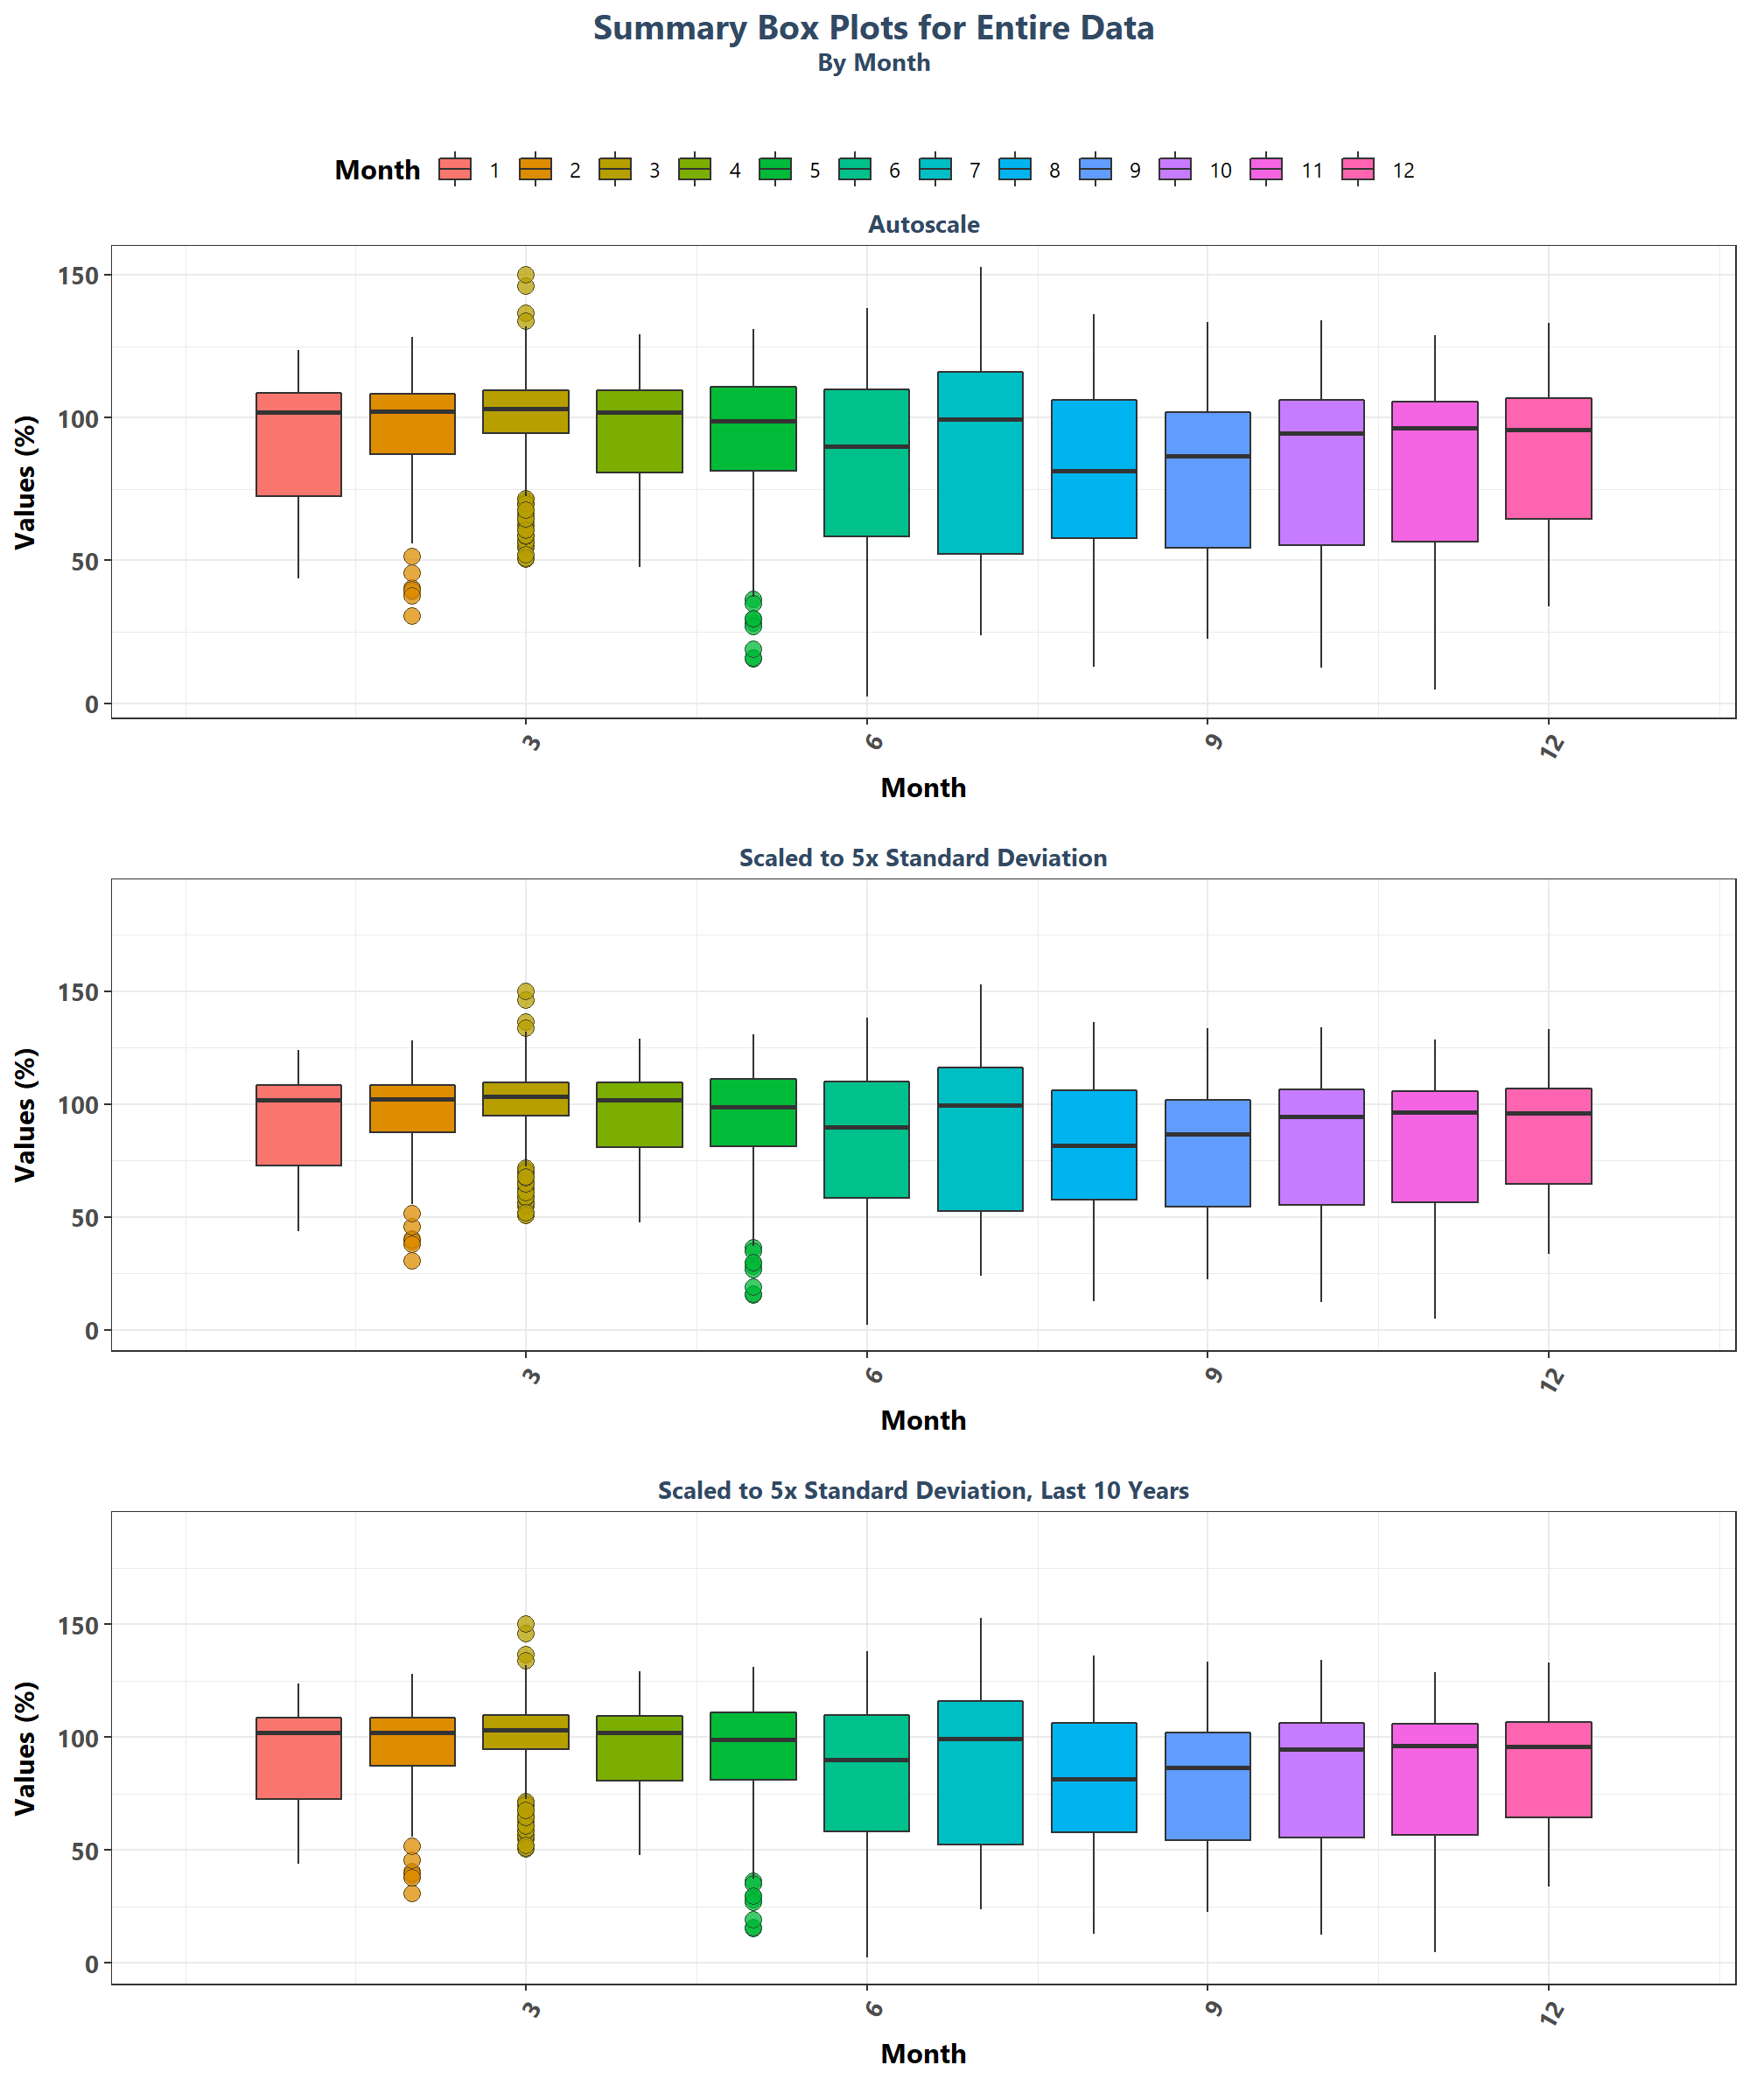 Summary Box Plots for Entire Data
By Month
Month 1 2 3 4 5 6 7 8 9 10 11 12
Autoscale
Values (%)
150
100
50
0
3 6 9 12
Month
Scaled to 5x Standard Deviation
Values (%)
150
100
50
0
3 6 9 12
Month
Scaled to 5x Standard Deviation, Last 10 Years
Values (%)
150
100
50
0
3 6 9 12
Month